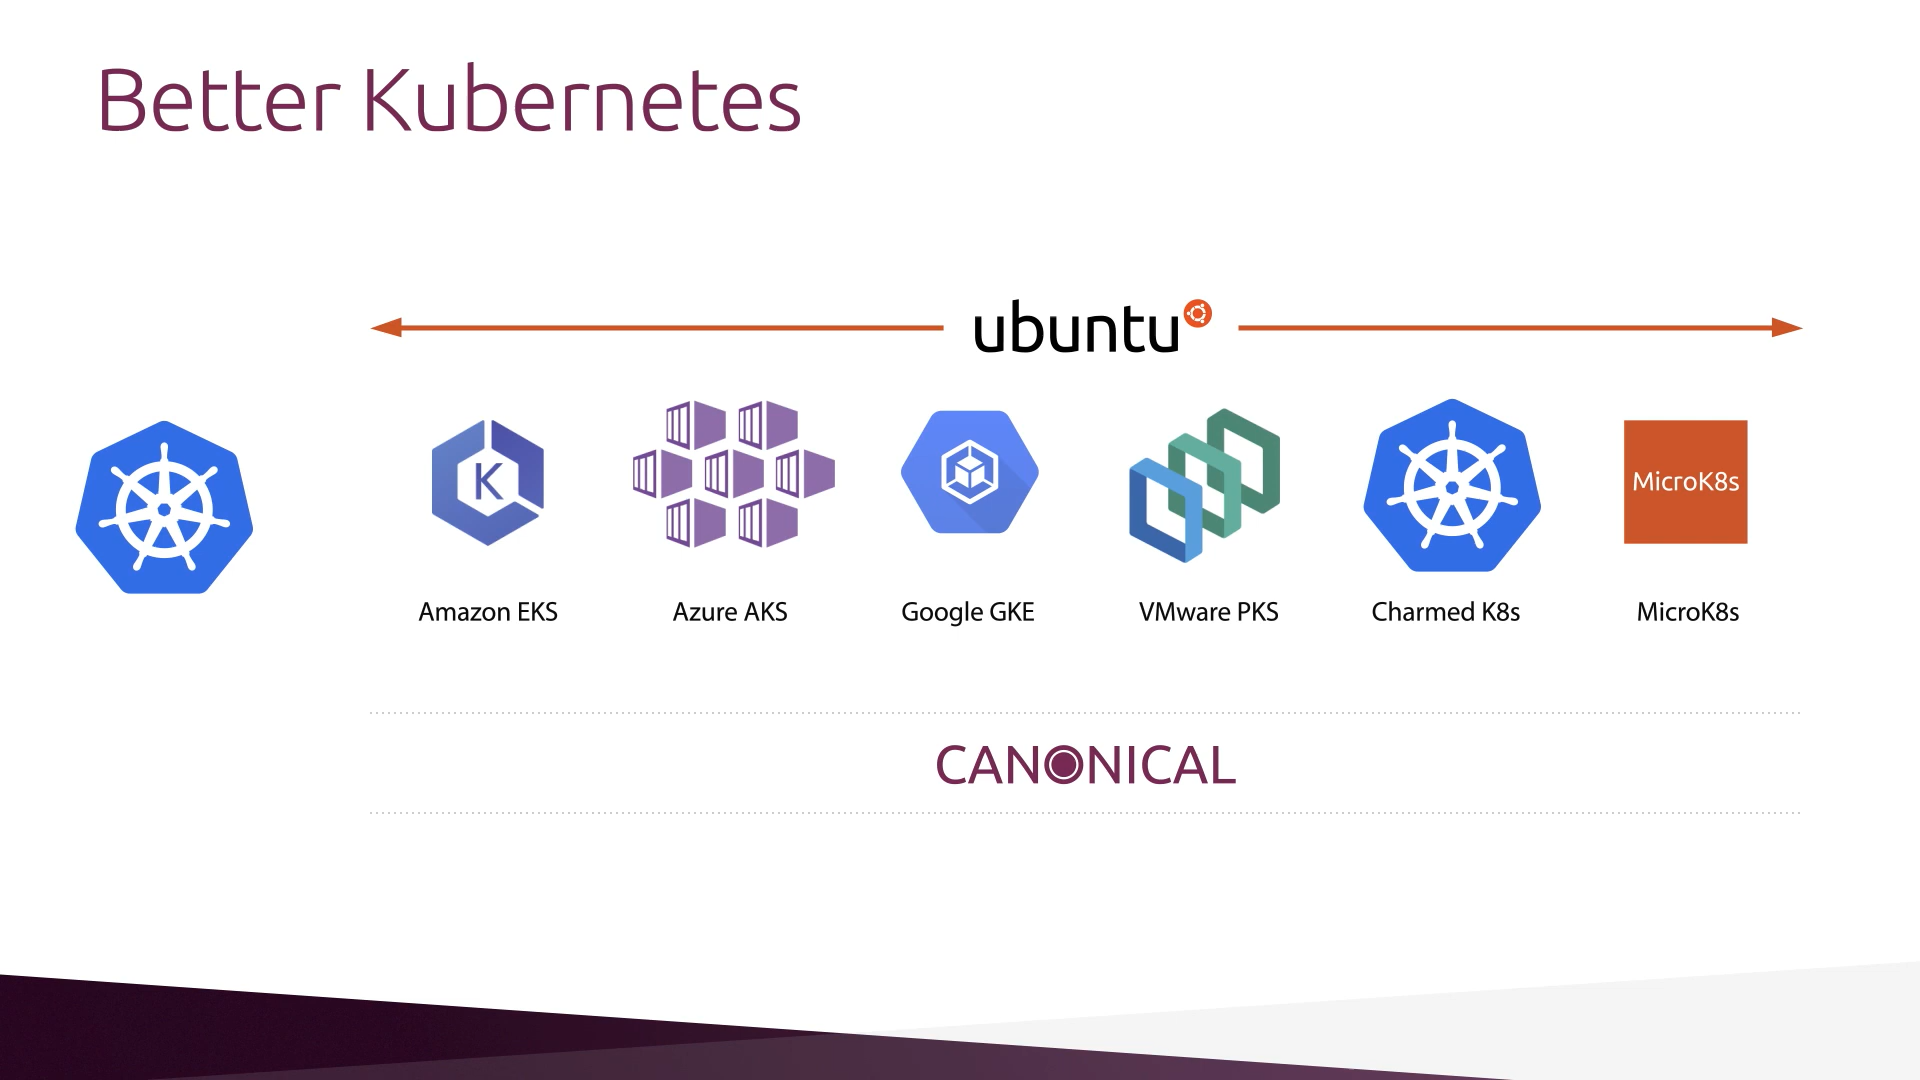 Better Kubernetes
ubuntu
K
MicroK8s
Amazon EKS
Azure AKS
Google GKE
VMware PKS
Charmed K8s
MicroK8s
CANONICAL